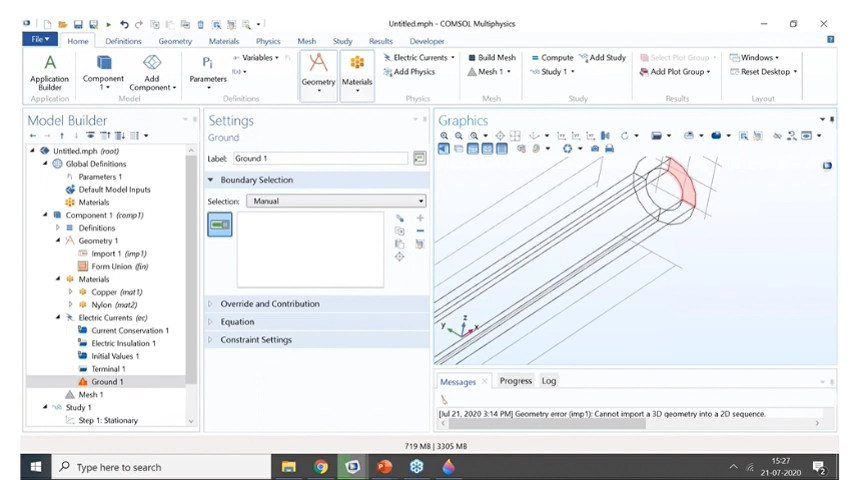 Untitled.mph - COMSOL Multiphysics
File Home Definitions Geometry Materials Physics Mesh Study Results Developer
Application Builder
Application
Component 1
Add Component
Model
Pi
Parameters
Variables
f(x)
Definitions
Geometry
Materials
Electric Currents
Add Physics
Physics
Build Mesh
Mesh 1
Mesh
Compute
Add Study
Study 1
Study
Select Plot Group
Add Plot Group
Results
Windows
Reset Desktop
Layout
Model Builder
Untitled.mph (root)
Global Definitions
Pi Parameters 1
Default Model Inputs
Materials
Component 1 (comp1)
Definitions
Geometry 1
Import 1 (imp1)
Form Union (fin)
Materials
Copper (mat1)
Nylon (mat2)
Electric Currents (ec)
Current Conservation 1
Electric Insulation 1
Initial Values 1
Terminal 1
Ground 1
Mesh 1
Study 1
Step 1: Stationary
Settings
Ground
Label: Ground 1
Boundary Selection
Selection: Manual
Override and Contribution
Equation
Constraint Settings
Graphics
y z x
Messages Progress Log
[Jul 21, 2020 3:14 PM] Geometry error (imp1): Cannot import a 3D geometry into a 2D sequence.
719 MB | 3305 MB
Type here to search
15:27
21-07-2020
2